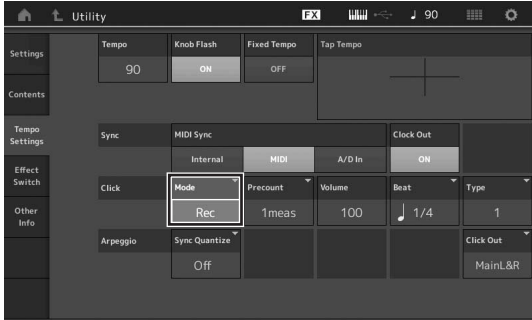 Utility FX 90
Settings
Contents
Tempo Settings
Effect Switch
Other Info
Tempo Knob Flash Fixed Tempo Tap Tempo
90 ON OFF
Sync MIDI Sync Clock Out
Internal MIDI A/D In ON
Click Mode Precount Volume Beat Type
Rec 1meas 100 1/4 1
Arpeggio Sync Quantize Click Out
Off MainL&R